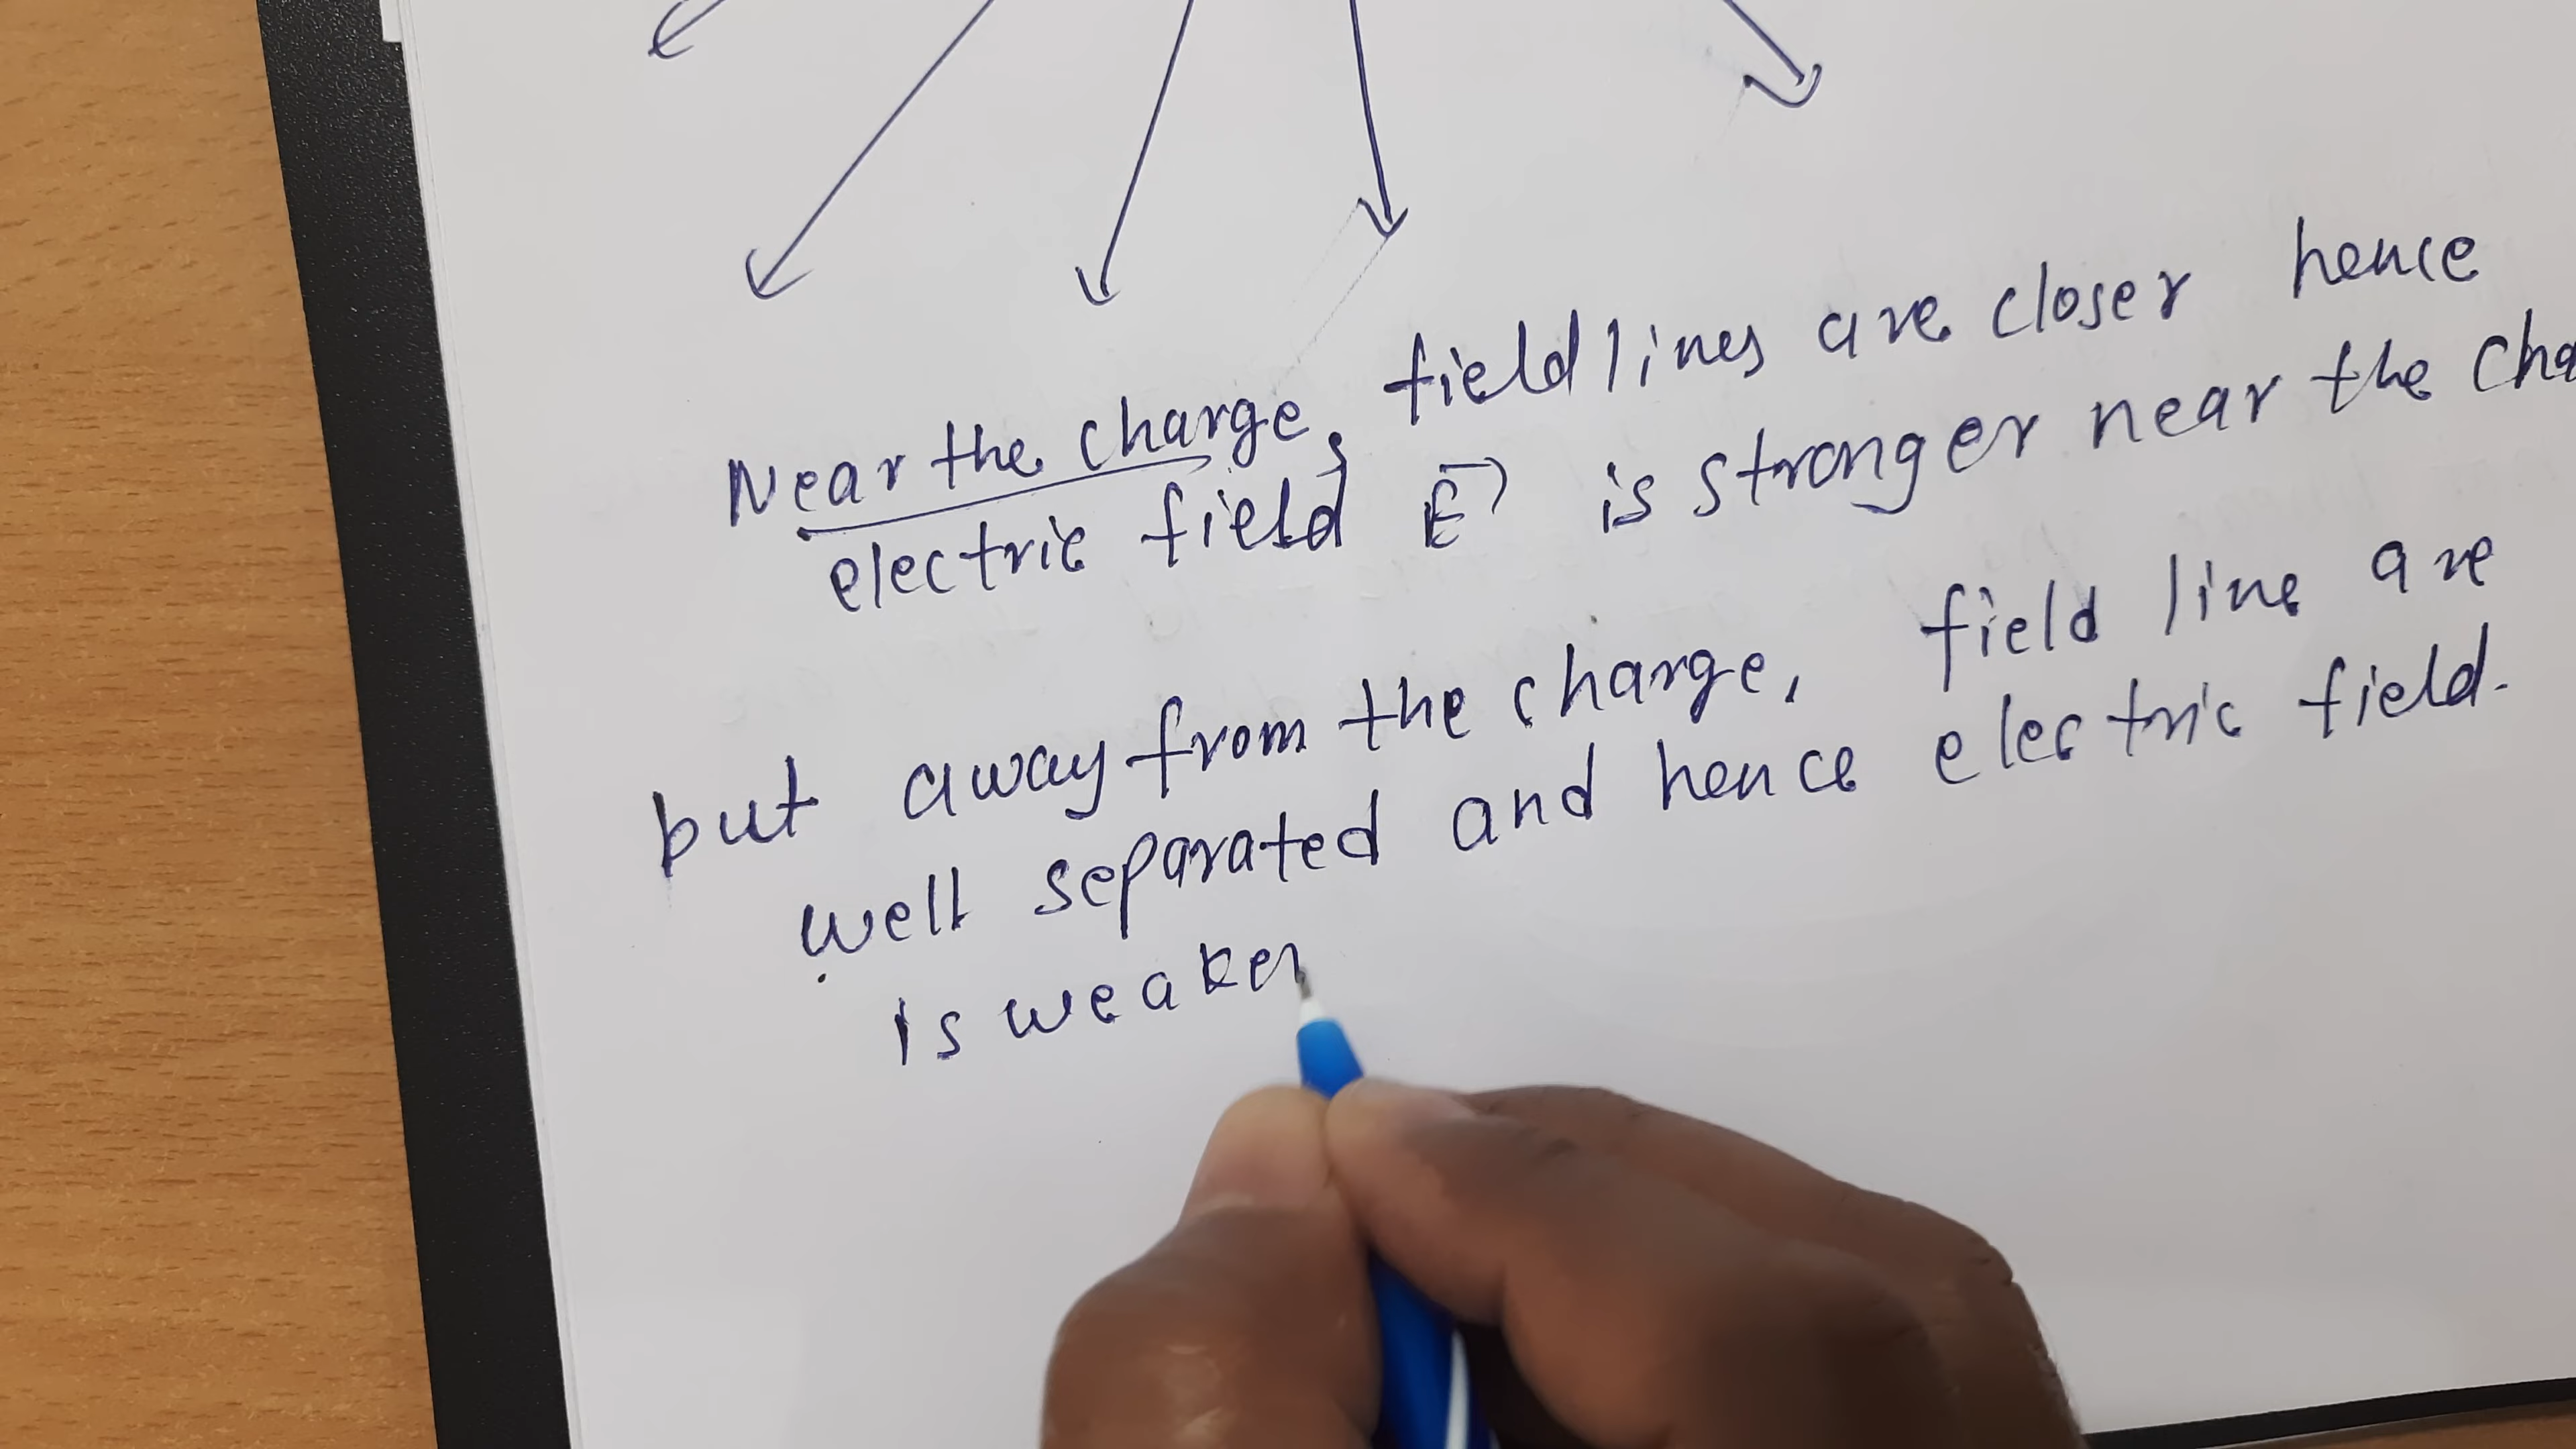 Near the charge, field lines are closer hence
electric field E⃗ is stronger near the cha
but away from the charge, field line are
well separated and hence electric field.
is weaker